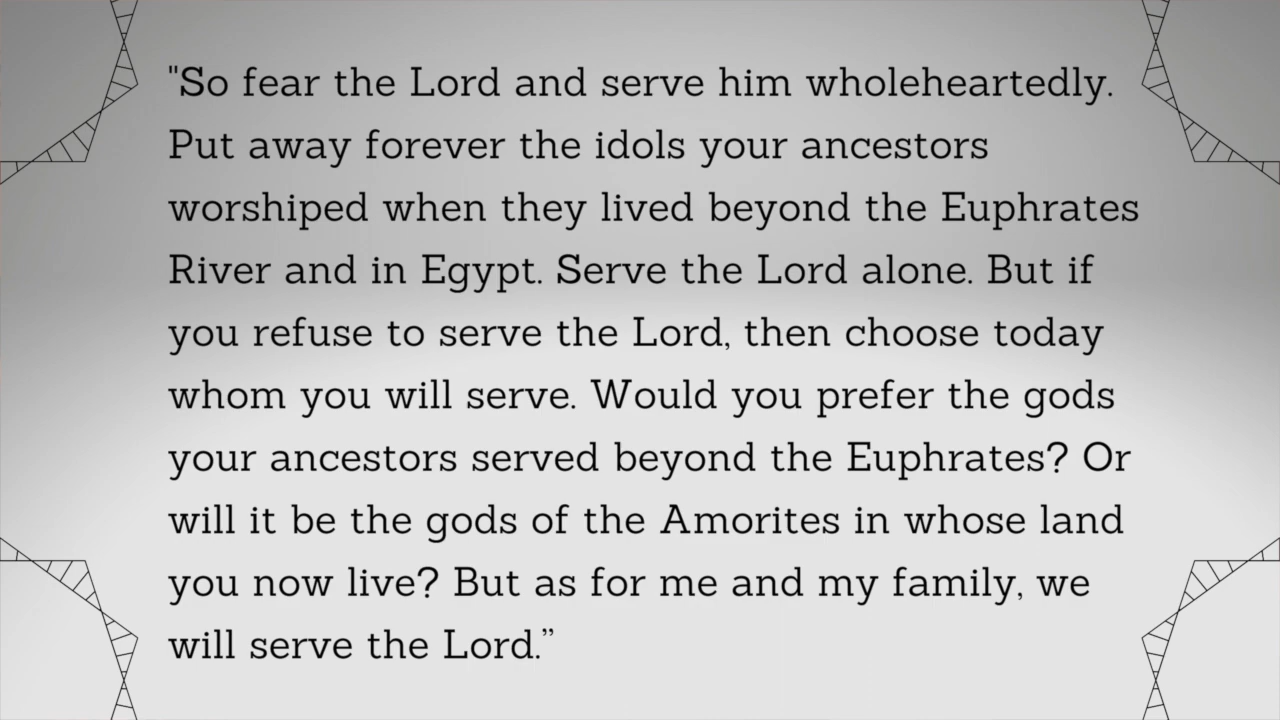 "So fear the Lord and serve him wholeheartedly.
Put away forever the idols your ancestors
worshiped when they lived beyond the Euphrates
River and in Egypt. Serve the Lord alone. But if
you refuse to serve the Lord, then choose today
whom you will serve. Would you prefer the gods
your ancestors served beyond the Euphrates? Or
will it be the gods of the Amorites in whose land
you now live? But as for me and my family, we
will serve the Lord.”